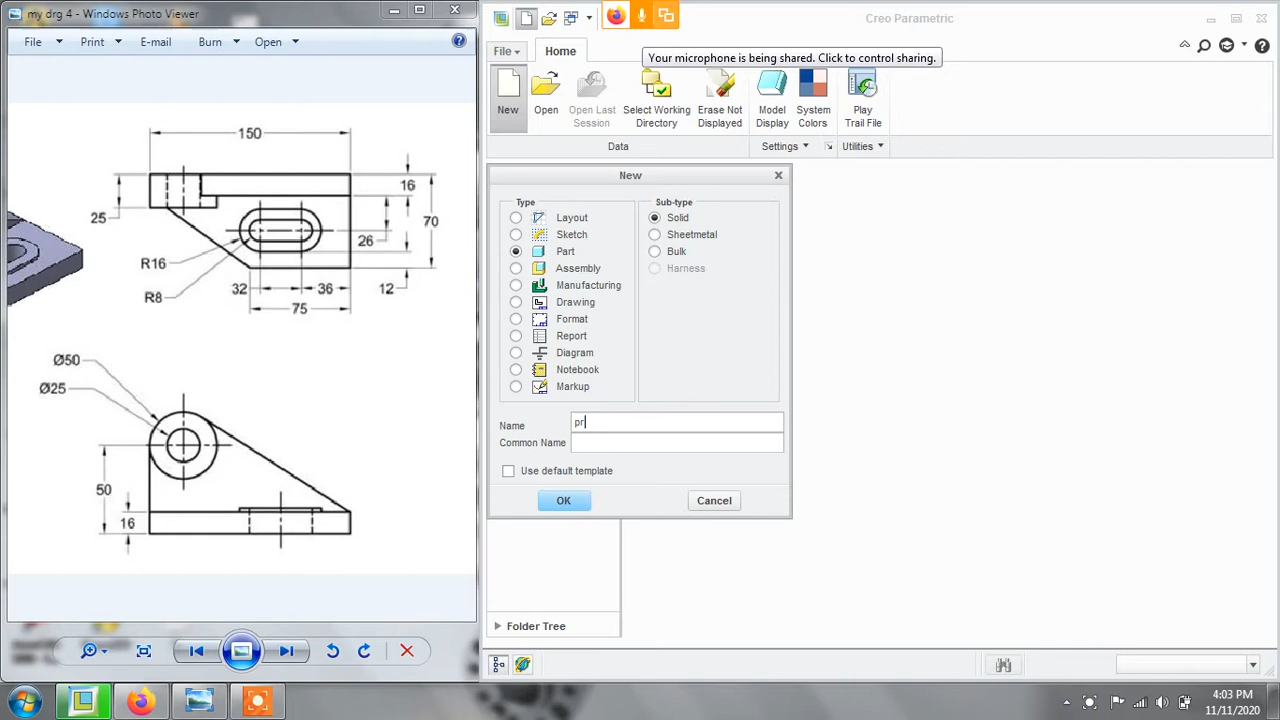 my drg 4 - Windows Photo Viewer
File Print E-mail Burn Open
150
16
25
70
26
R16
R8
32 36 12
75
Ø50
Ø25
50
16
Creo Parametric
File Home
Your microphone is being shared. Click to control sharing.
New Open Open Last Session Select Working Directory Erase Not Displayed Model Display System Colors Play Trail File
Data Settings Utilities
New
Type Sub-type
Layout Solid
Sketch Sheetmetal
Part Bulk
Assembly Harness
Manufacturing
Drawing
Format
Report
Diagram
Notebook
Markup
Name pr
Common Name
Use default template
OK Cancel
Folder Tree
4:03 PM
11/11/2020